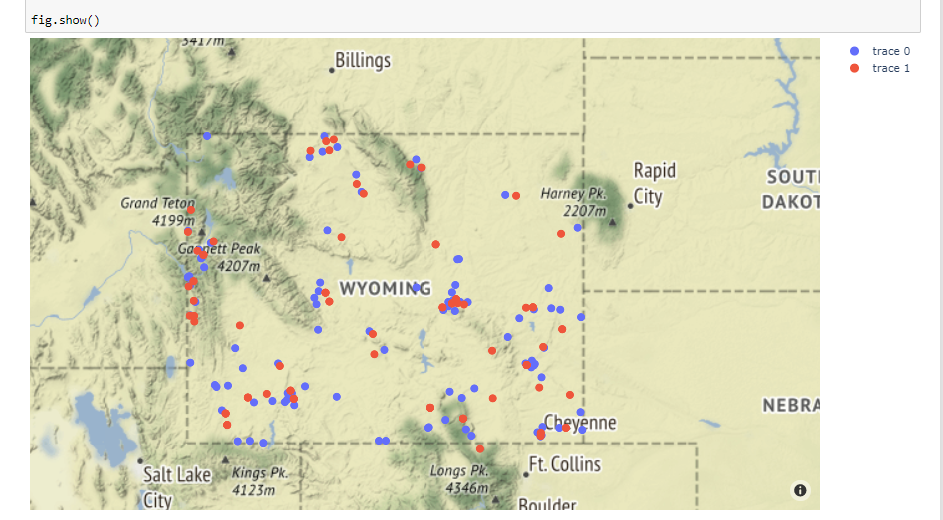 fig.show()
3417m
Billings
trace 0
trace 1
Rapid
City
Harney Pk.
2207m
SOUT
DAKOT
Grand Teton
4199m
Gannett Peak
4207m
WYOMING
NEBRA
Cheyenne
Salt Lake
City
Kings Pk.
4123m
Longs Pk.
4346m
Ft. Collins
Boulder